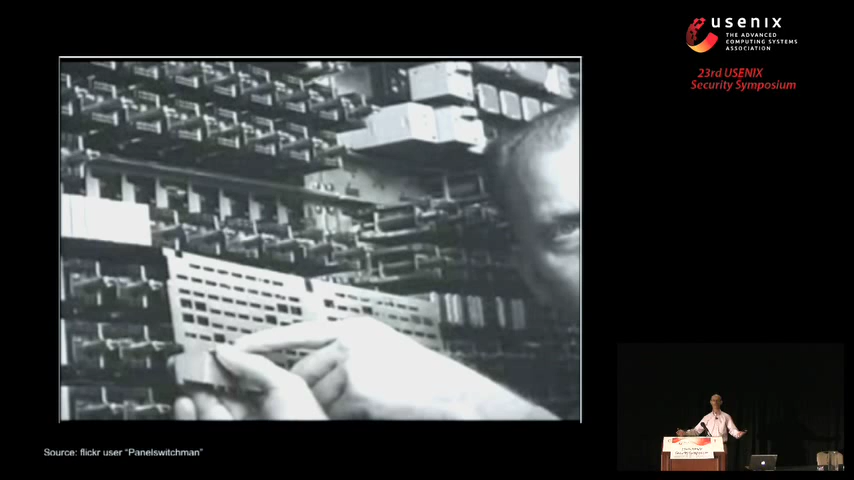 usenix
THE ADVANCED
COMPUTING SYSTEMS
ASSOCIATION
23rd USENIX
Security Symposium
Source: flickr user "Panelswitchman"